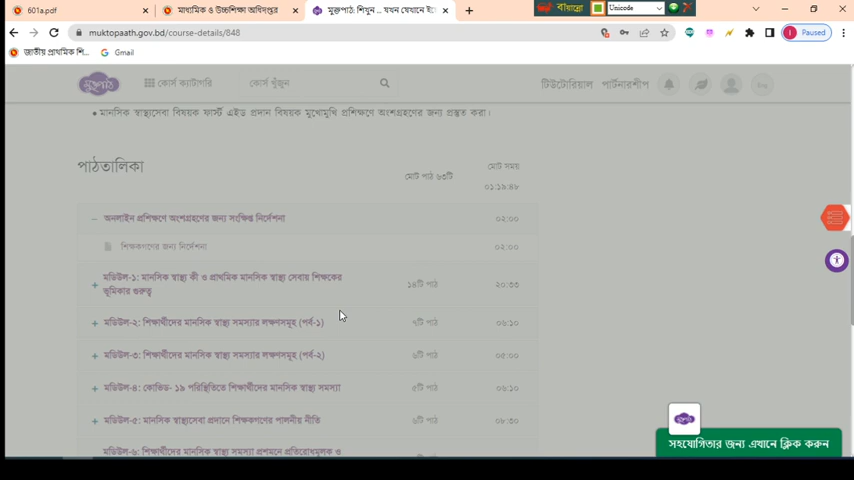 601a.pdf
মাধ্যমিক ও উচ্চশিক্ষা অধিদপ্তর
মুক্তপাঠ: শিখুন ... যখন যেখানে ই
বায়ান্নো
Unicode
muktopaath.gov.bd/course-details/848
Paused
জাতীয় প্রাথমিক শি...
Gmail
মুক্তপাঠ
কোর্স ক্যাটাগরি
কোর্স খুঁজুন
টিউটোরিয়াল
পার্টনারশীপ
Eng
• মানসিক স্বাস্থ্যসেবা বিষয়ক ফার্স্ট এইড প্রদান বিষয়ক মুখোমুখি প্রশিক্ষণে অংশগ্রহণের জন্য প্রস্তুত করা।
পাঠতালিকা
মোট পাঠ ৬৩টি
মোট সময়
০১:১৯:৪৮
অনলাইন প্রশিক্ষণে অংশগ্রহণের জন্য সংক্ষিপ্ত নির্দেশনা
০২:০০
শিক্ষকগণের জন্য নির্দেশনা
০২:০০
মডিউল-১: মানসিক স্বাস্থ্য কী ও প্রাথমিক মানসিক স্বাস্থ্য সেবায় শিক্ষকের
ভূমিকার গুরুত্ব
১৪টি পাঠ
২০:৩৩
মডিউল-২: শিক্ষার্থীদের মানসিক স্বাস্থ্য সমস্যার লক্ষণসমূহ (পর্ব-১)
৭টি পাঠ
০৬:১০
মডিউল-৩: শিক্ষার্থীদের মানসিক স্বাস্থ্য সমস্যার লক্ষণসমূহ (পর্ব-২)
৬টি পাঠ
০৫:০০
মডিউল-৪: কোভিড- ১৯ পরিস্থিতিতে শিক্ষার্থীদের মানসিক স্বাস্থ্য সমস্যা
৫টি পাঠ
০৬:১০
মডিউল-৫: মানসিক স্বাস্থ্যসেবা প্রদানে শিক্ষকগণের পালনীয় নীতি
৬টি পাঠ
০৮:৩০
মডিউল-৬: শিক্ষার্থীদের মানসিক স্বাস্থ্য সমস্যা প্রশমনে প্রতিরোধমূলক ও
সহযোগিতার জন্য এখানে ক্লিক করুন